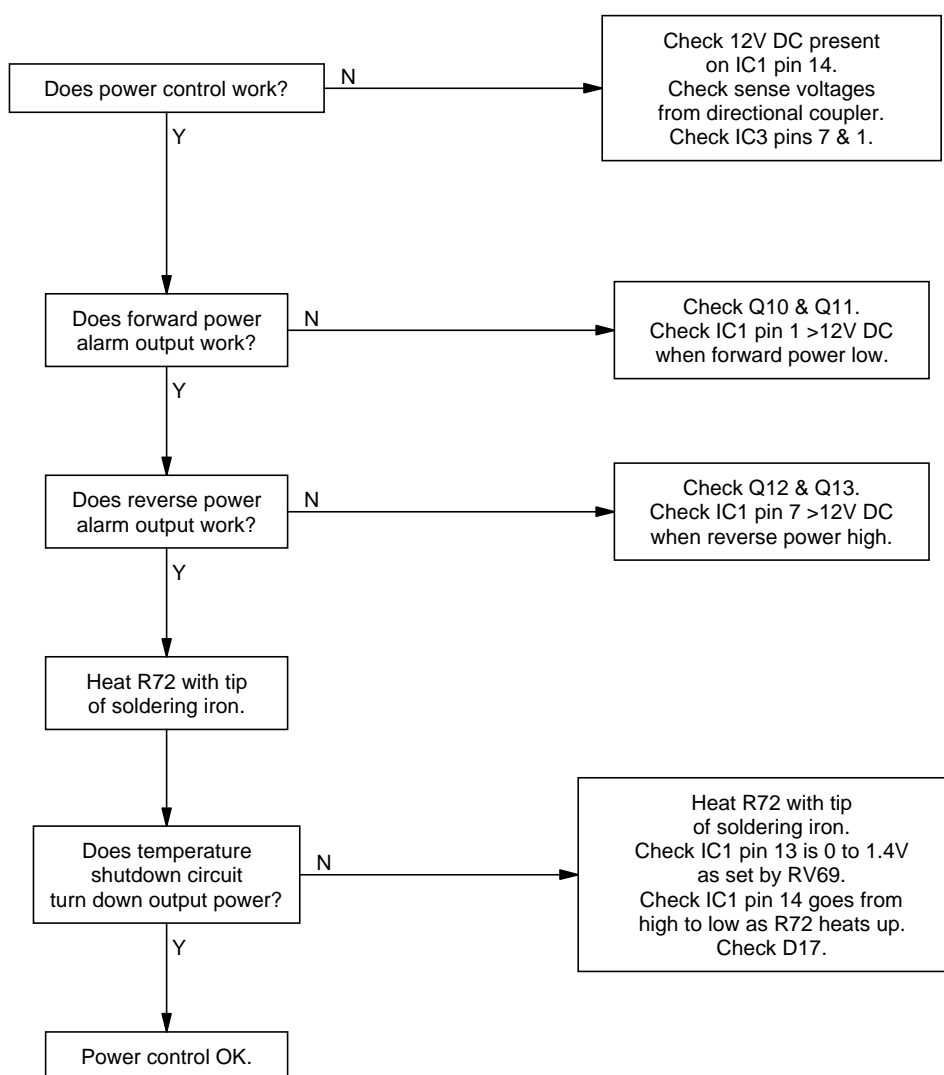 Does power control work?
N
Check 12V DC present
on IC1 pin 14.
Check sense voltages
from directional coupler.
Check IC3 pins 7 & 1.
Y
Does forward power
alarm output work?
N
Check Q10 & Q11.
Check IC1 pin 1 >12V DC
when forward power low.
Y
Does reverse power
alarm output work?
N
Check Q12 & Q13.
Check IC1 pin 7 >12V DC
when reverse power high.
Y
Heat R72 with tip
of soldering iron.
Does temperature
shutdown circuit
turn down output power?
N
Heat R72 with tip
of soldering iron.
Check IC1 pin 13 is 0 to 1.4V
as set by RV69.
Check IC1 pin 14 goes from
high to low as R72 heats up.
Check D17.
Y
Power control OK.